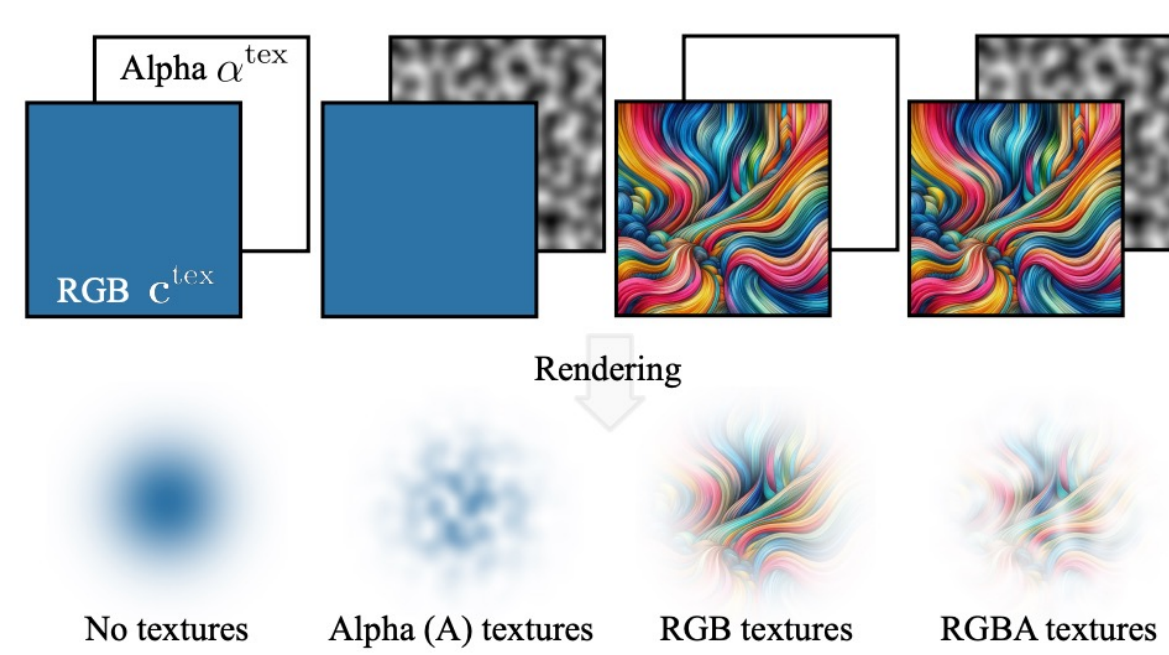 Alpha α^tex
RGB c^tex
Rendering
No textures
Alpha (A) textures
RGB textures
RGBA textures